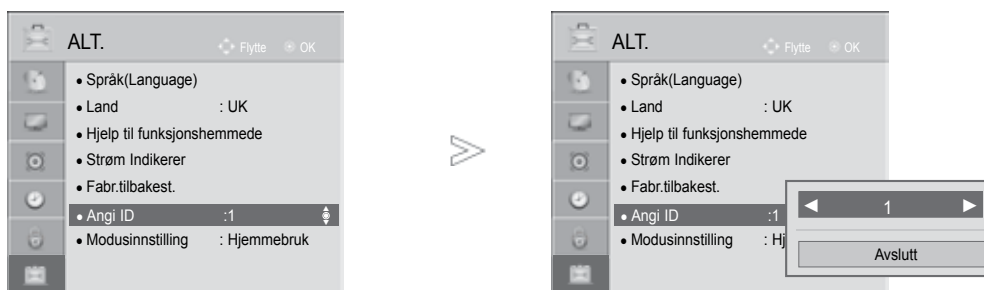 ALT.
Flytte OK
• Språk(Language)
• Land : UK
• Hjelp til funksjonshemmede
• Strøm Indikerer
• Fabr.tilbakest.
• Angi ID :1
• Modusinnstilling : Hjemmebruk
ALT.
Flytte OK
• Språk(Language)
• Land : UK
• Hjelp til funksjonshemmede
• Strøm Indikerer
• Fabr.tilbakest.
• Angi ID :1
• Modusinnstilling : Hj
◄ 1 ►
Avslutt